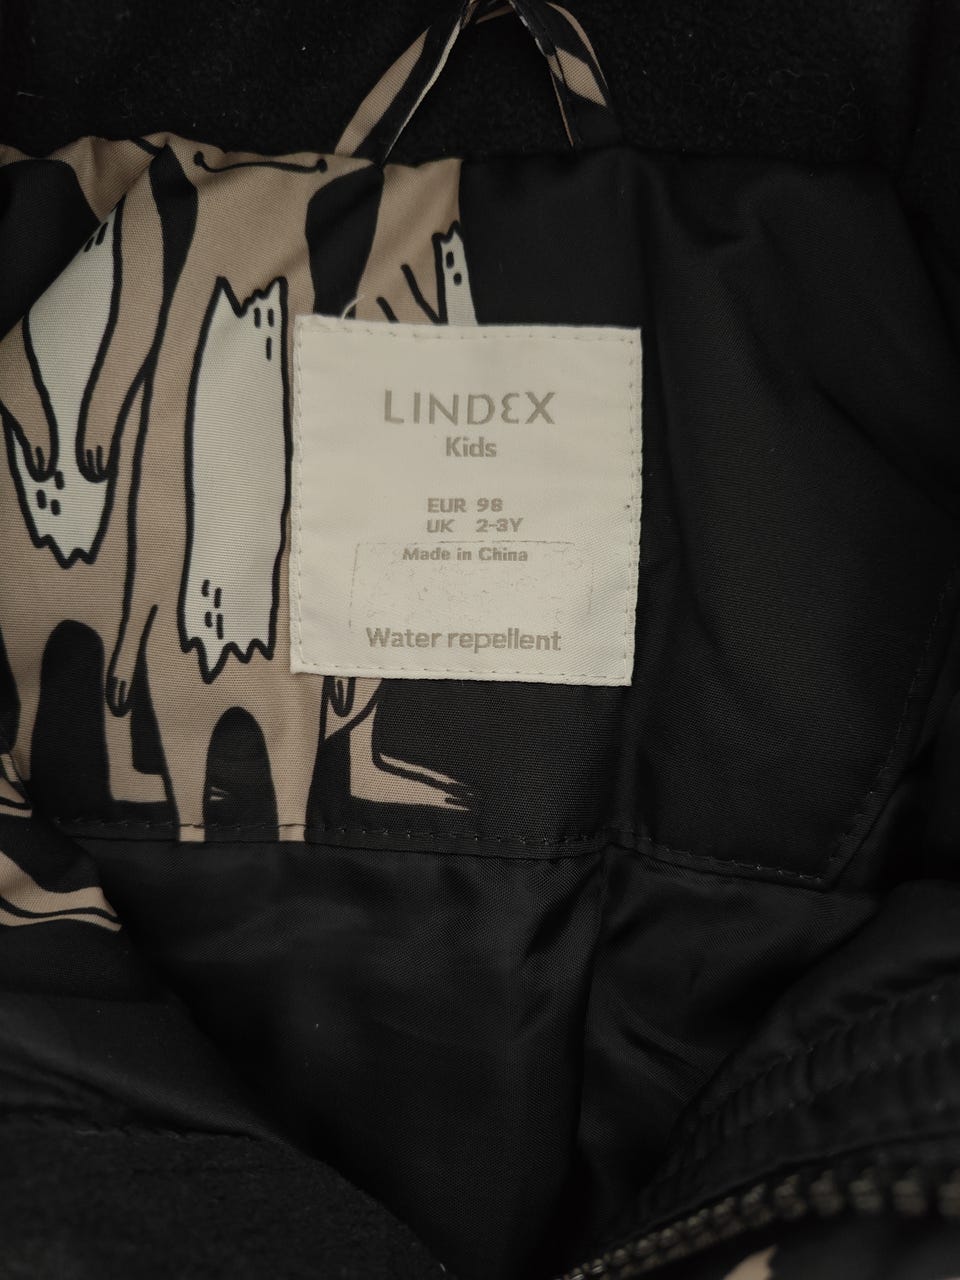 LINDEX
Kids
EUR 98
UK 2-3Y
Made in China
Water repellent